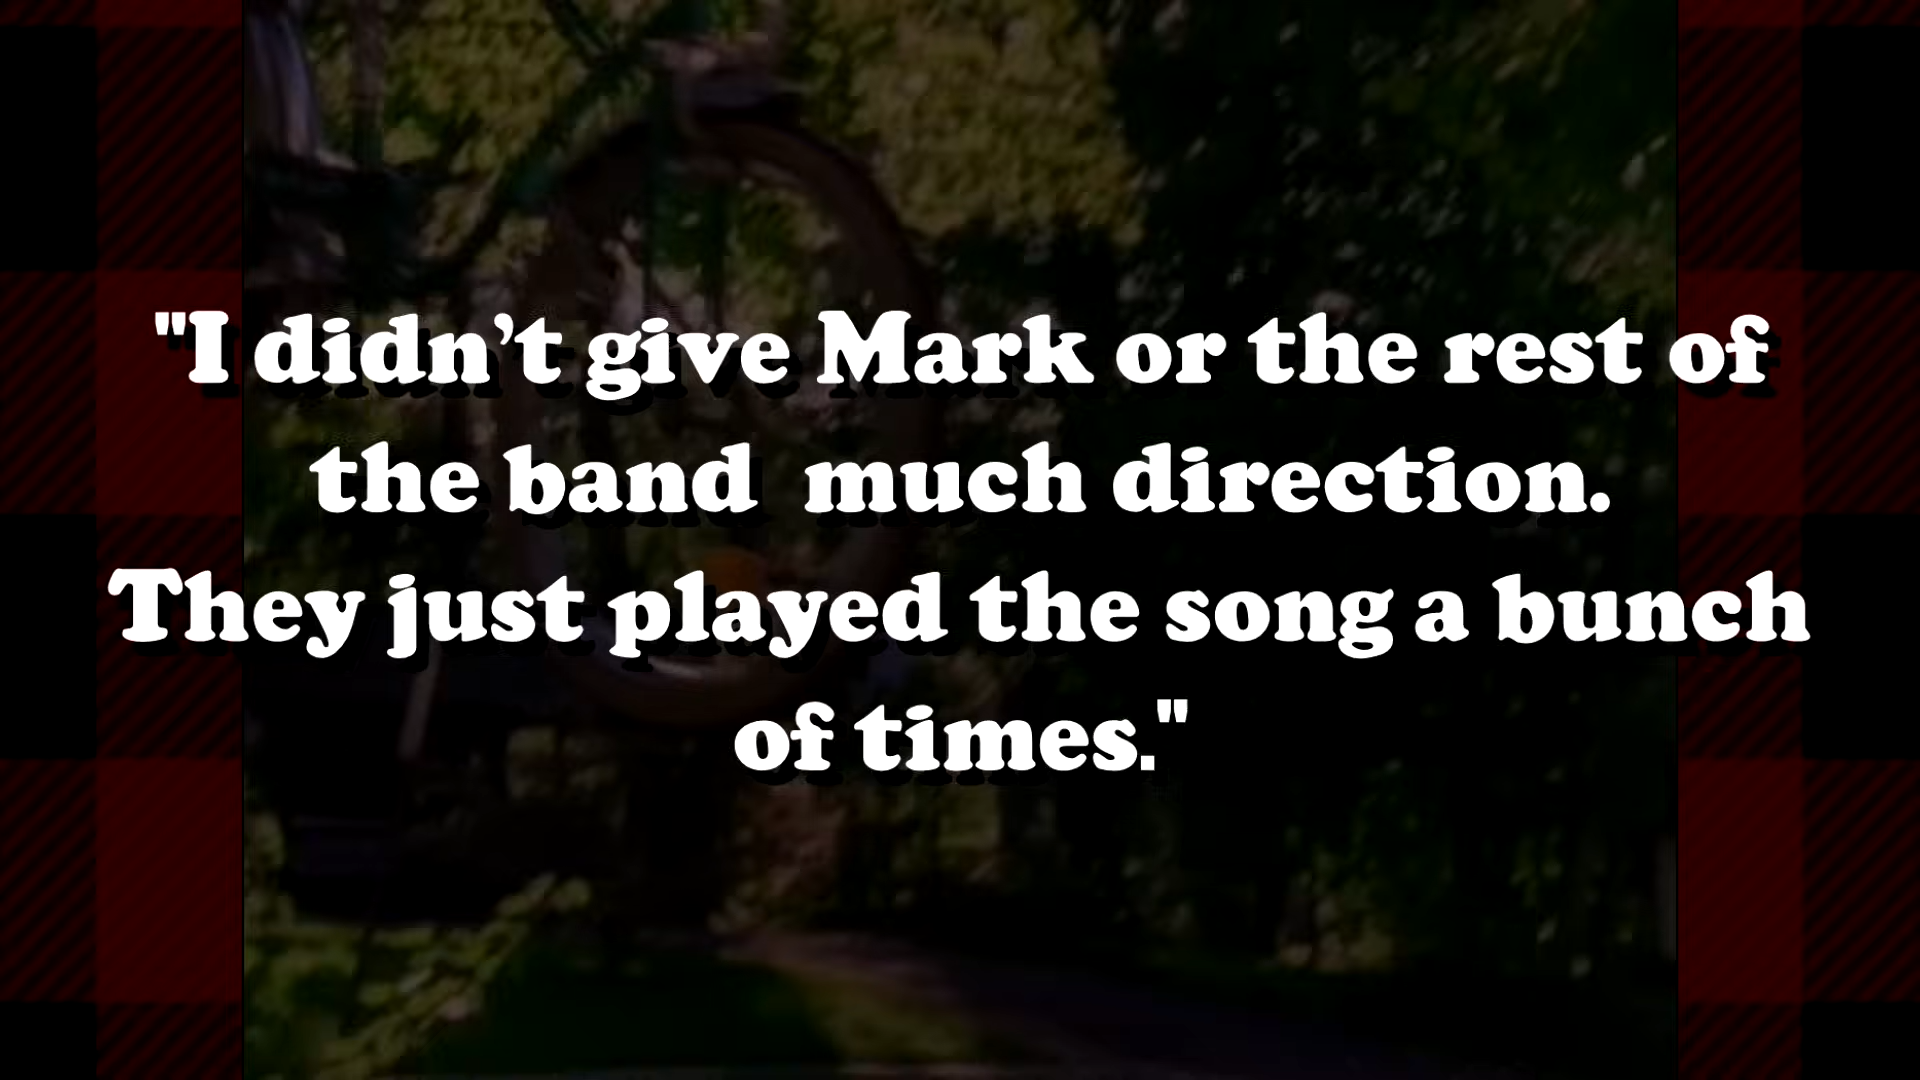 "I didn’t give Mark or the rest of
the band  much direction.
They just played the song a bunch
of times."